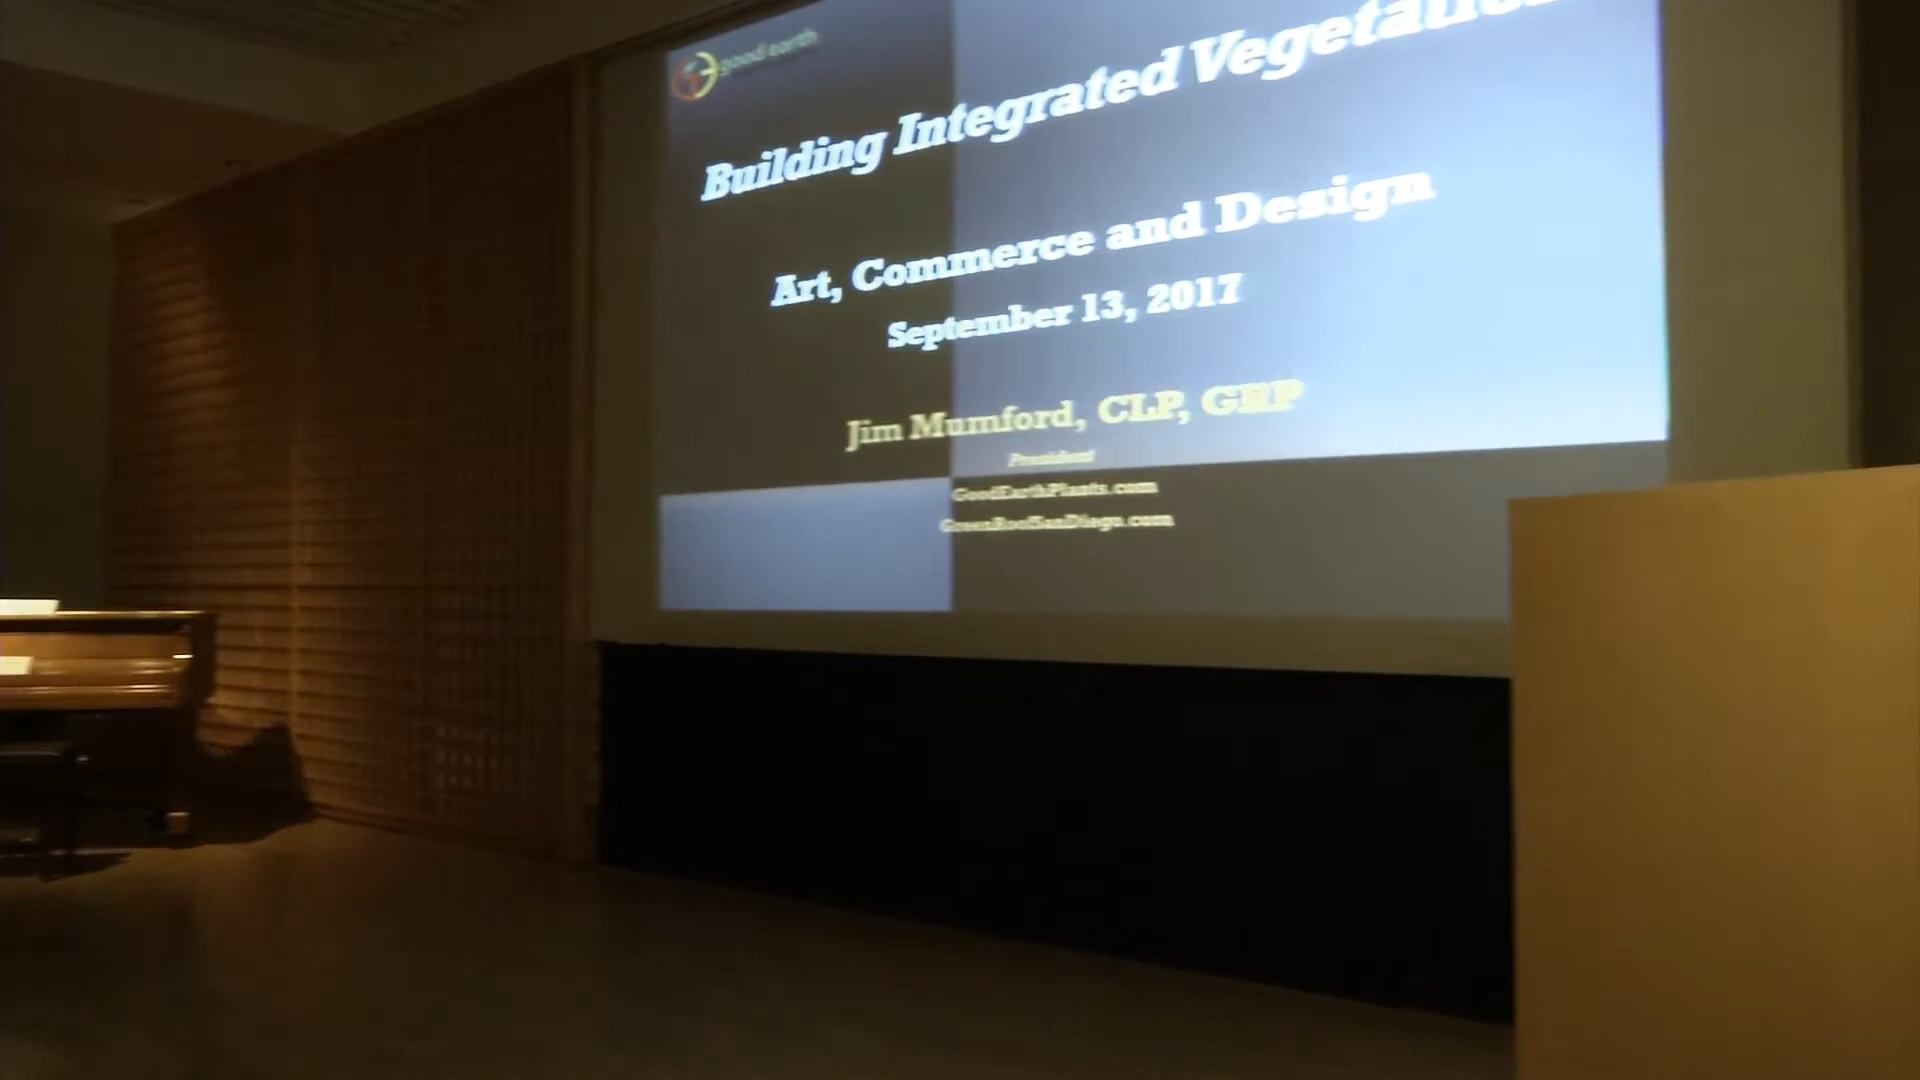 good earth
Building Integrated Vegetation
Art, Commerce and Design
September 13, 2017
Jim Mumford, CLP, GRP
President
GoodEarthPlants.com
GreenRoofSanDiego.com